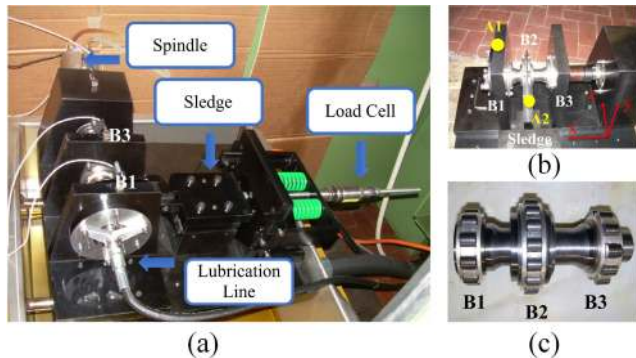 Spindle
Sledge
Load Cell
B3
B1
Lubrication
Line
(a)
A1
B2
B1
B3
A2
Sledge
(b)
B1
B2
B3
(c)